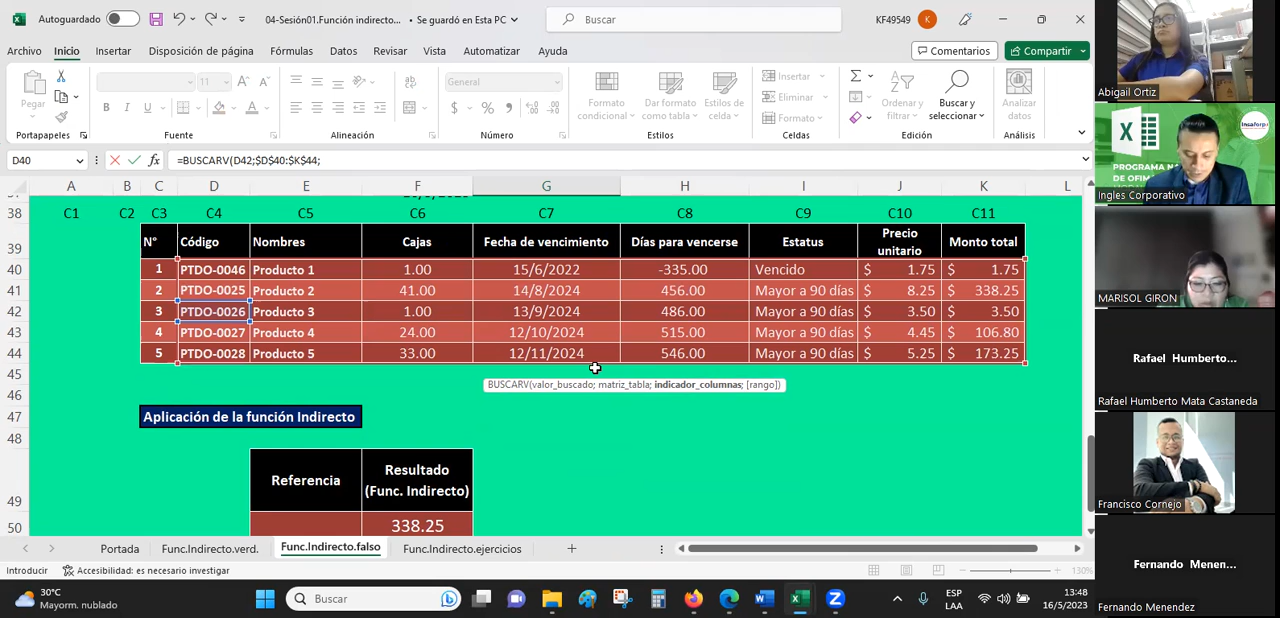 Autoguardado 04-Sesión01.Función indirecto... • Se guardó en Esta PC Buscar KF49549 K
Archivo Inicio Insertar Disposición de página Fórmulas Datos Revisar Vista Automatizar Ayuda Comentarios Compartir
Pegar 11 General Formato condicional Dar formato como tabla Estilos de celda Insertar Eliminar Formato Ordenar y filtrar Buscar y seleccionar Analizar datos
Portapapeles Fuente Alineación Número Estilos Celdas Edición Análisis
D40 fx =BUSCARV(D42;$D$40:$K$44;
A B C D E F G H I J K L
38 C1 C2 C3 C4 C5 C6 C7 C8 C9 C10 C11
39 N° Código Nombres Cajas Fecha de vencimiento Días para vencerse Estatus Precio unitario Monto total
40 1 PTDO-0046 Producto 1 1.00 15/6/2022 -335.00 Vencido $ 1.75 $ 1.75
41 2 PTDO-0025 Producto 2 41.00 14/8/2024 456.00 Mayor a 90 días $ 8.25 $ 338.25
42 3 PTDO-0026 Producto 3 1.00 13/9/2024 486.00 Mayor a 90 días $ 3.50 $ 3.50
43 4 PTDO-0027 Producto 4 24.00 12/10/2024 515.00 Mayor a 90 días $ 4.45 $ 106.80
44 5 PTDO-0028 Producto 5 33.00 12/11/2024 546.00 Mayor a 90 días $ 5.25 $ 173.25
45
BUSCARV(valor_buscado; matriz_tabla; indicador_columnas; [rango])
46
47 Aplicación de la función Indirecto
48
49 Referencia Resultado (Func. Indirecto)
50 338.25
Portada Func.Indirecto.verd. Func.Indirecto.falso Func.Indirecto.ejercicios
Introducir Accesibilidad: es necesario investigar 130%
30°C
Mayorm. nublado
Buscar
ESP
LAA
13:48
16/5/2023
Abigail Ortiz
Insaforp
PROGRAMA NA
DE OFIM
Ingles Corporativo
MARISOL GIRON
Rafael Humberto...
Rafael Humberto Mata Castaneda
Francisco Cornejo
Fernando Menen...
Fernando Menendez